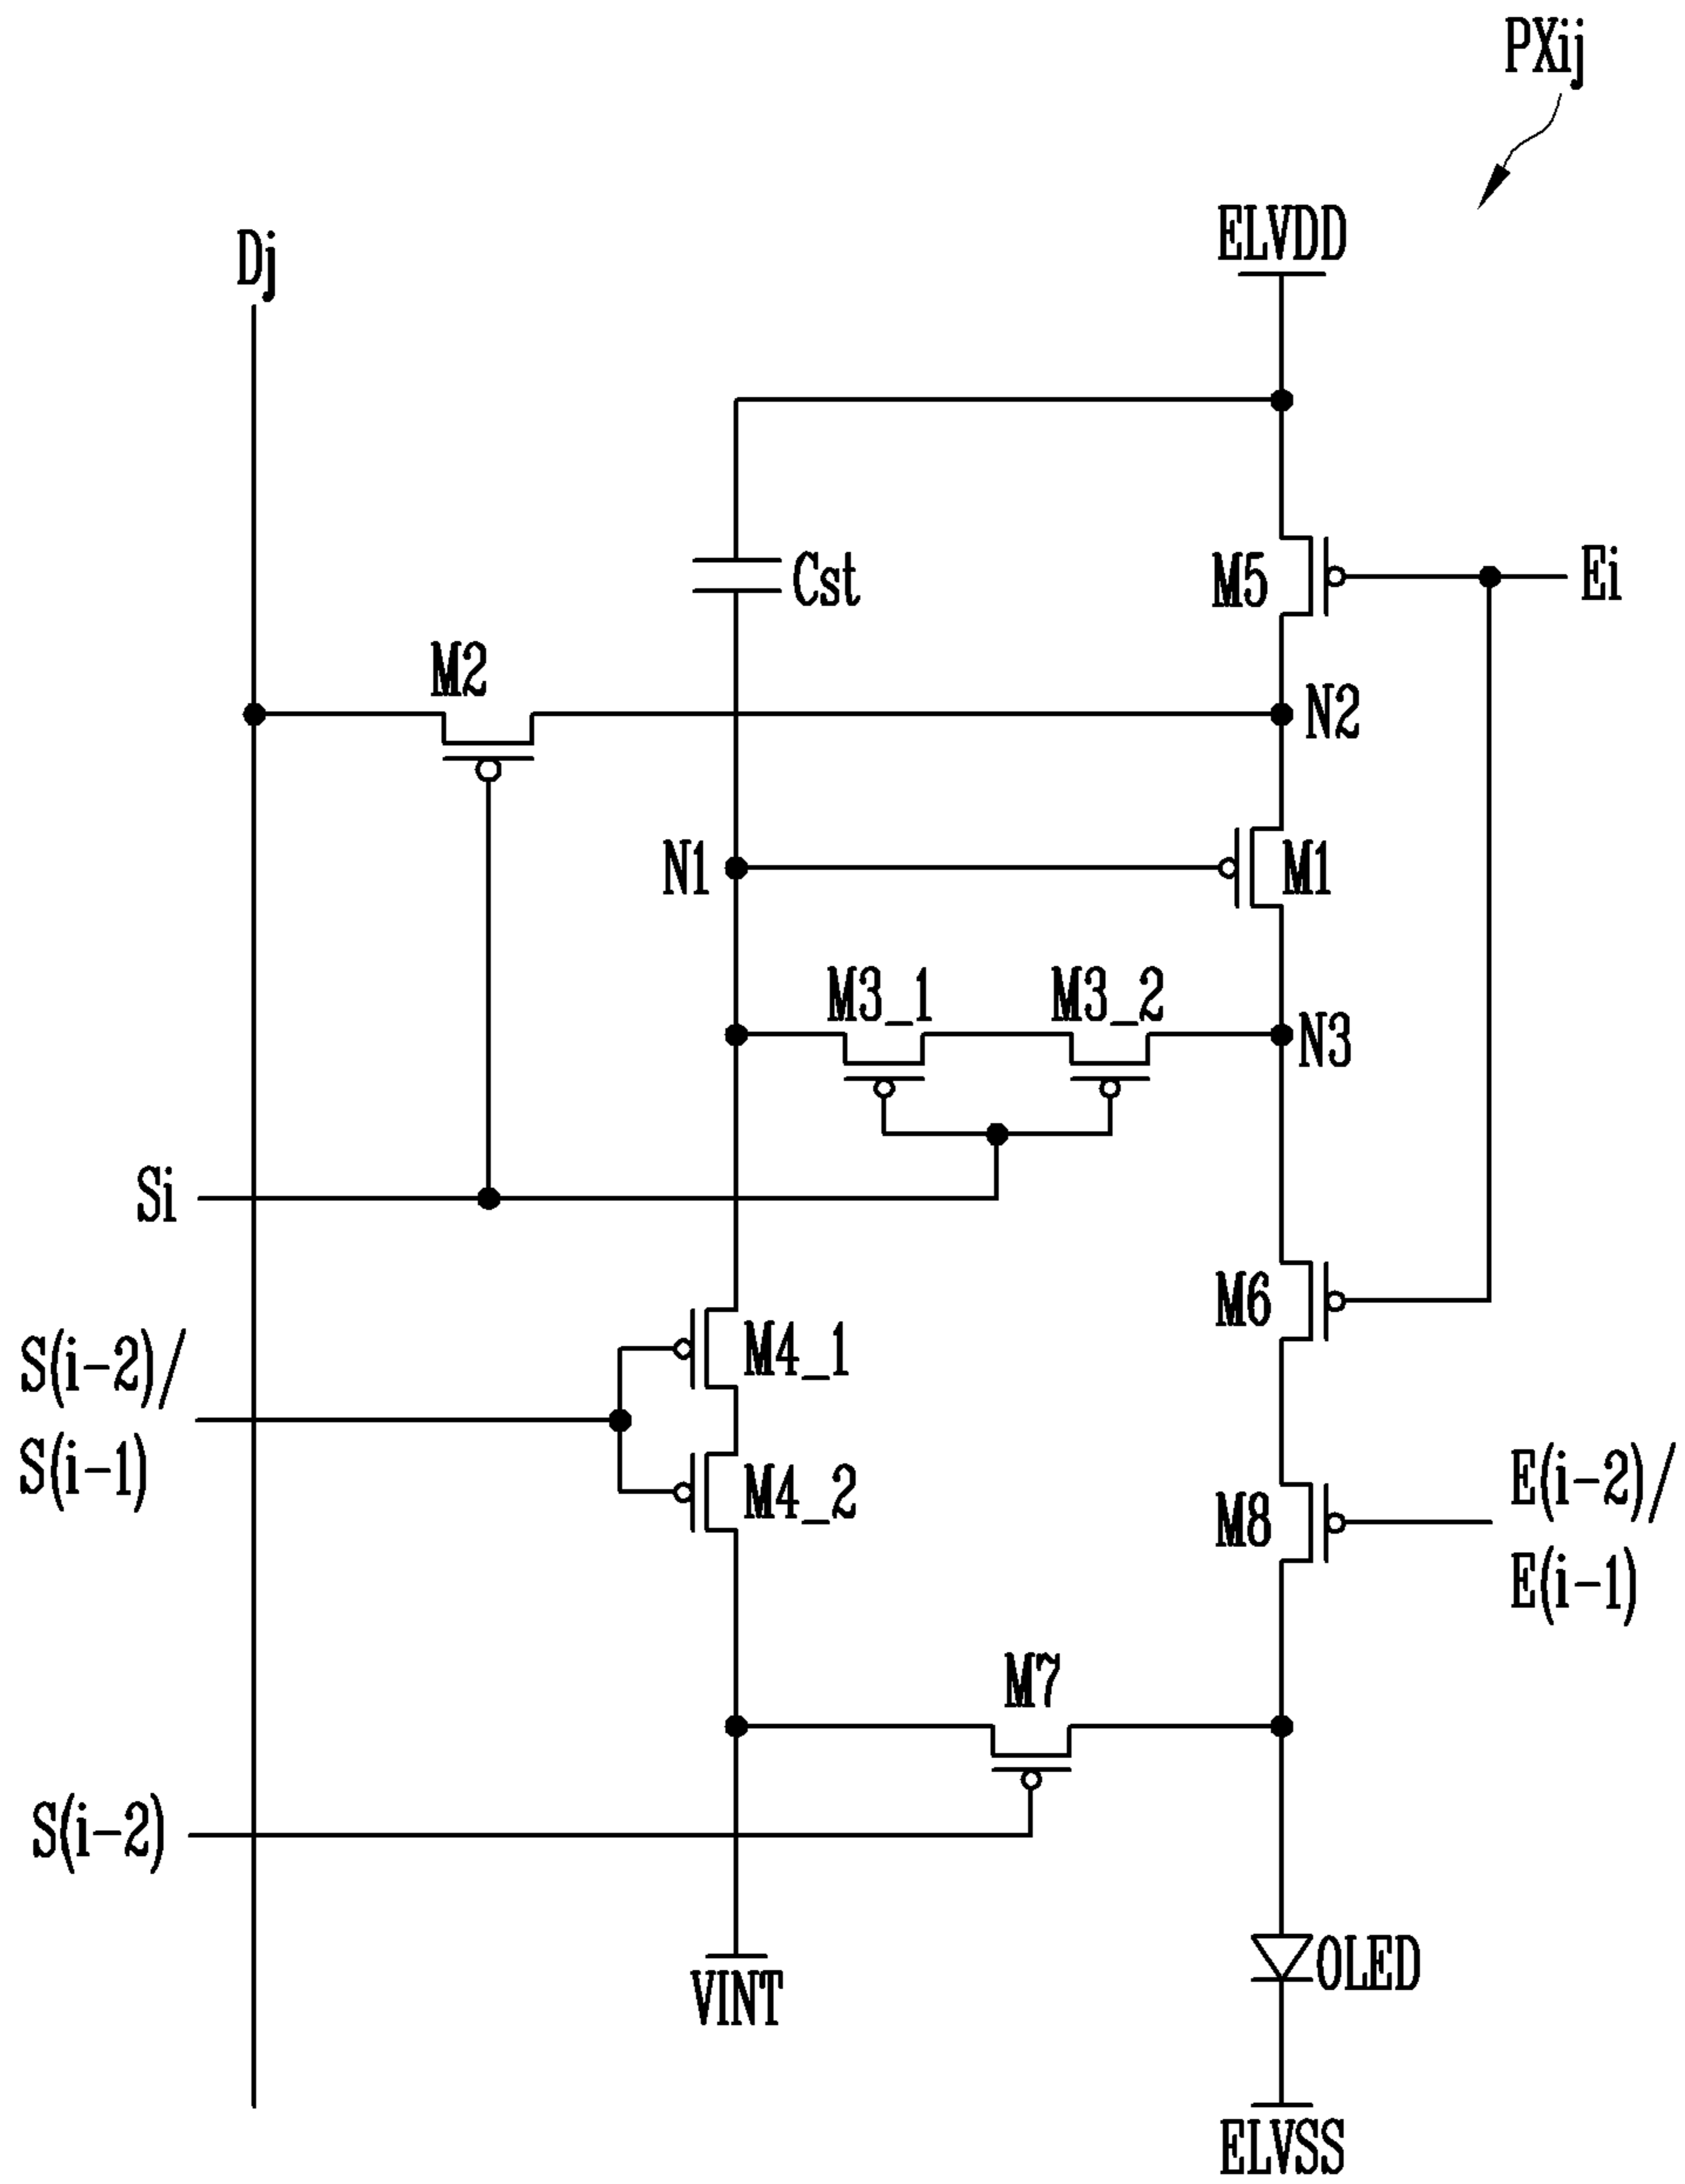 PXij
ELVDD
Dj
M5
Cst
Ei
M2
N2
N1
M1
M3_1
M3_2
N3
Si
M6
S(i-2)/
S(i-1)
M4_1
M4_2
M8
E(i-2)/
E(i-1)
M7
S(i-2)
OLED
VINT
ELVSS